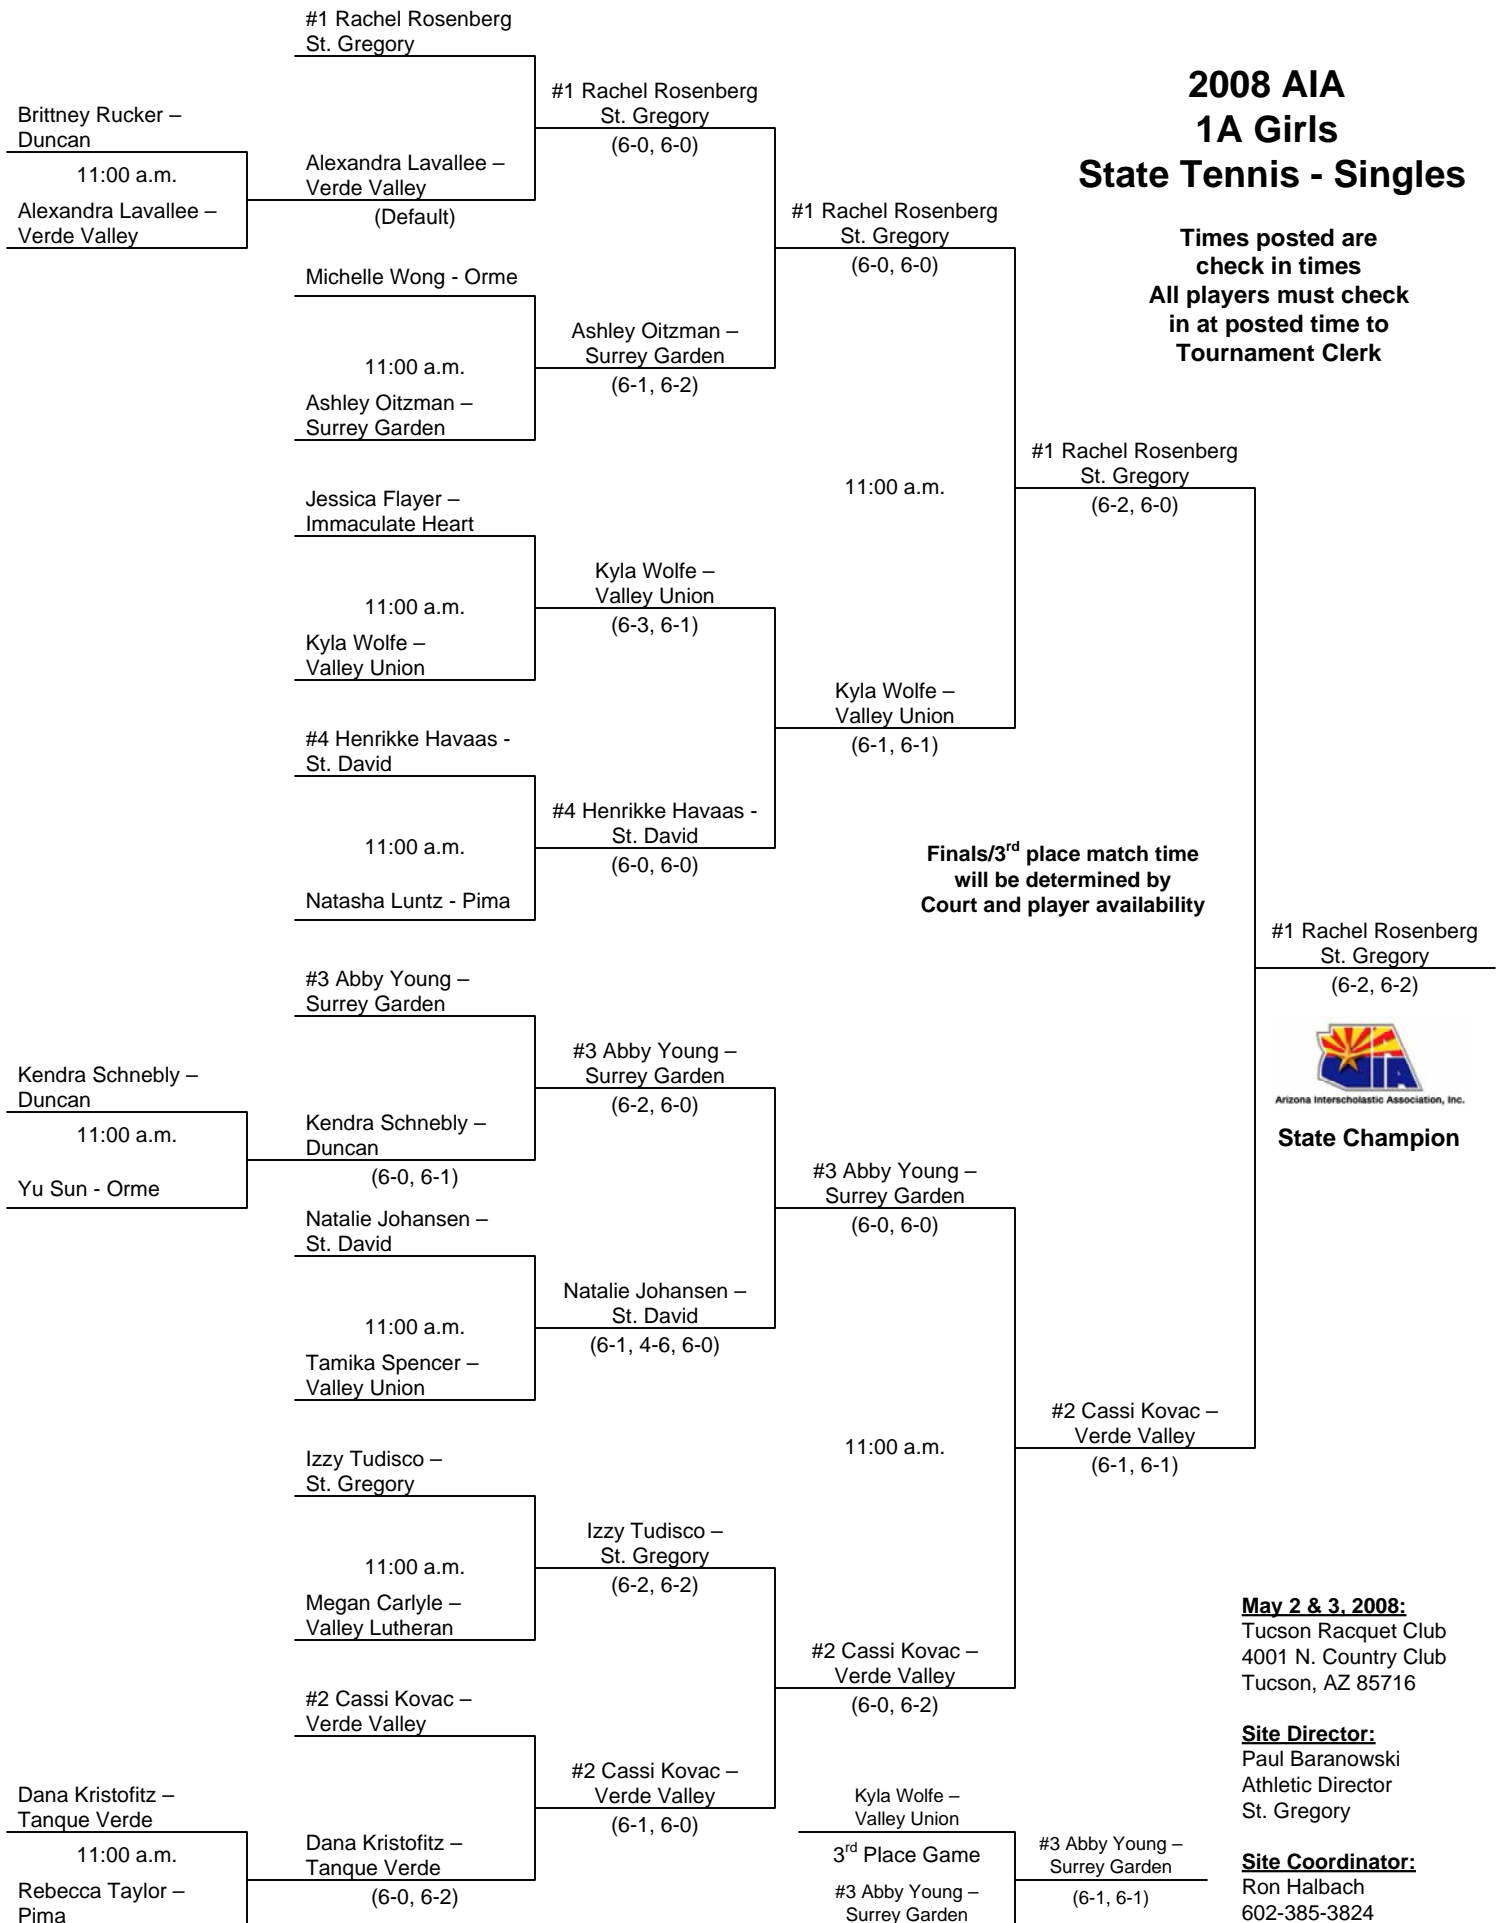 #1 Rachel Rosenberg
St. Gregory
Brittney Rucker –
Duncan
11:00 a.m.
Alexandra Lavallee –
Verde Valley
Alexandra Lavallee –
Verde Valley
(Default)
#1 Rachel Rosenberg
St. Gregory
(6-0, 6-0)
Michelle Wong - Orme
11:00 a.m.
Ashley Oitzman –
Surrey Garden
Ashley Oitzman –
Surrey Garden
(6-1, 6-2)
#1 Rachel Rosenberg
St. Gregory
(6-0, 6-0)
2008 AIA
1A Girls
State Tennis - Singles
Times posted are
check in times
All players must check
in at posted time to
Tournament Clerk
Jessica Flayer –
Immaculate Heart
11:00 a.m.
Kyla Wolfe –
Valley Union
Kyla Wolfe –
Valley Union
(6-3, 6-1)
#4 Henrikke Havaas -
St. David
11:00 a.m.
Natasha Luntz - Pima
#4 Henrikke Havaas -
St. David
(6-0, 6-0)
Kyla Wolfe –
Valley Union
(6-1, 6-1)
11:00 a.m.
#1 Rachel Rosenberg
St. Gregory
(6-2, 6-0)
Finals/3rd place match time
will be determined by
Court and player availability
#1 Rachel Rosenberg
St. Gregory
(6-2, 6-2)
AIA
Arizona Interscholastic Association, Inc.
State Champion
#3 Abby Young –
Surrey Garden
Kendra Schnebly –
Duncan
11:00 a.m.
Yu Sun - Orme
Kendra Schnebly –
Duncan
(6-0, 6-1)
#3 Abby Young –
Surrey Garden
(6-2, 6-0)
Natalie Johansen –
St. David
11:00 a.m.
Tamika Spencer –
Valley Union
Natalie Johansen –
St. David
(6-1, 4-6, 6-0)
#3 Abby Young –
Surrey Garden
(6-0, 6-0)
11:00 a.m.
#2 Cassi Kovac –
Verde Valley
(6-1, 6-1)
Izzy Tudisco –
St. Gregory
11:00 a.m.
Megan Carlyle –
Valley Lutheran
Izzy Tudisco –
St. Gregory
(6-2, 6-2)
#2 Cassi Kovac –
Verde Valley
(6-0, 6-2)
#2 Cassi Kovac –
Verde Valley
Dana Kristofitz –
Tanque Verde
11:00 a.m.
Rebecca Taylor –
Pima
Dana Kristofitz –
Tanque Verde
(6-0, 6-2)
#2 Cassi Kovac –
Verde Valley
(6-1, 6-0)
Kyla Wolfe –
Valley Union
3rd Place Game
#3 Abby Young –
Surrey Garden
#3 Abby Young –
Surrey Garden
(6-1, 6-1)
May 2 & 3, 2008:
Tucson Racquet Club
4001 N. Country Club
Tucson, AZ 85716
Site Director:
Paul Baranowski
Athletic Director
St. Gregory
Site Coordinator:
Ron Halbach
602-385-3824